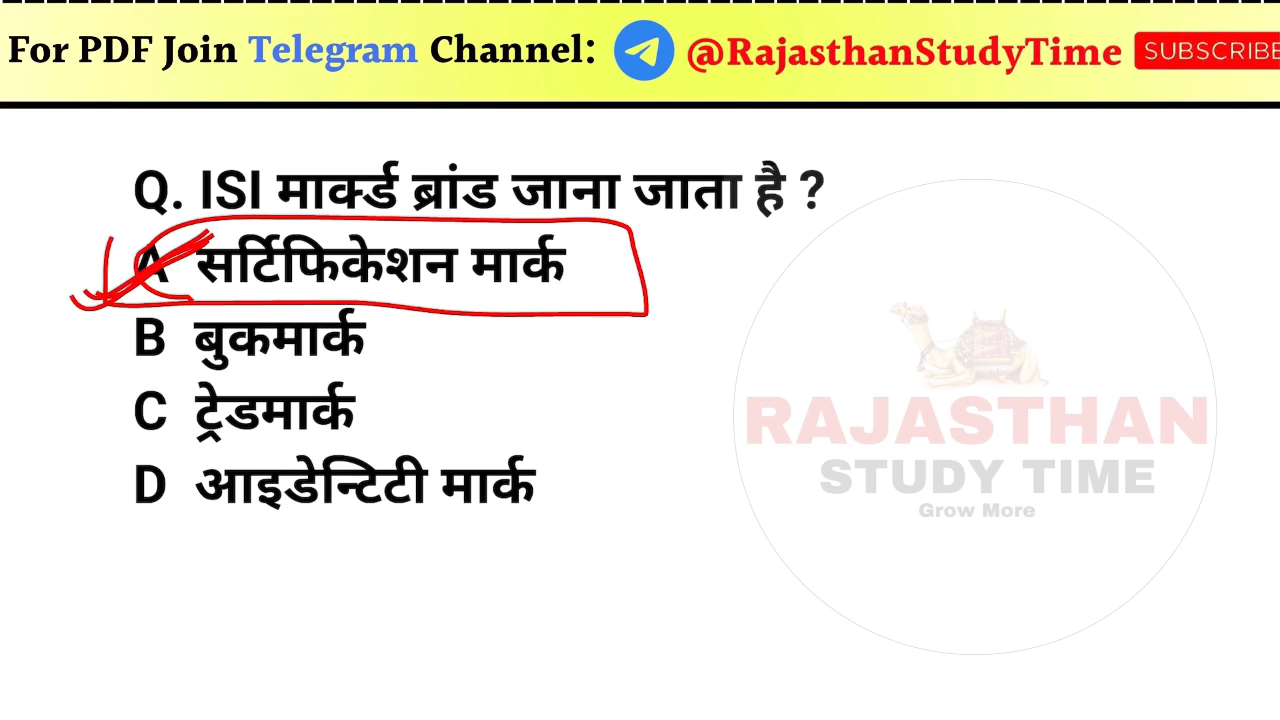 For PDF Join Telegram Channel: @RajasthanStudyTime SUBSCRIBE
Q. ISI मार्क्ड ब्रांड जाना जाता है ?
A सर्टिफिकेशन मार्क
B बुकमार्क
C ट्रेडमार्क
D आइडेन्टिटी मार्क
RAJASTHAN
STUDY TIME
Grow More